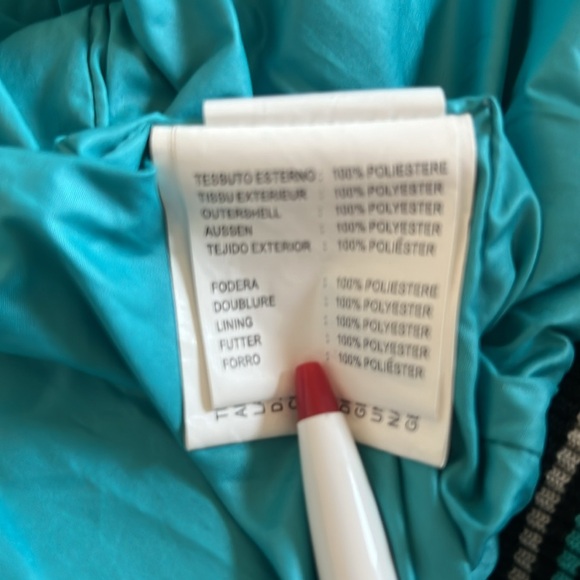 TESSUTO ESTERNO : 100% POLIESTERE
TISSU EXTERIEUR : 100% POLYESTER
OUTERSHELL : 100% POLYESTER
AUSSEN : 100% POLYESTER
TEJIDO EXTERIOR : 100% POLIÉSTER
FODERA : 100% POLIESTERE
DOUBLURE : 100% POLYESTER
LINING : 100% POLYESTER
FUTTER : 100% POLYESTER
FORRO : 100% POLIÉSTER